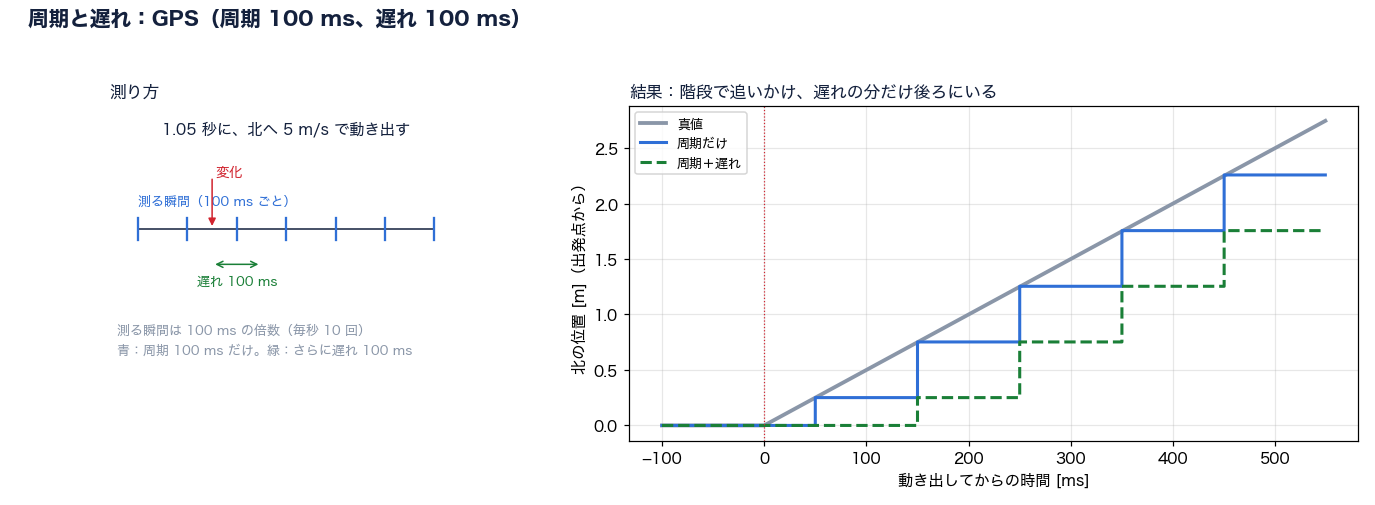 周期と遅れ：GPS（周期 100 ms、遅れ 100 ms）
測り方
1.05 秒に、北へ 5 m/s で動き出す
変化
測る瞬間（100 ms ごと）
遅れ 100 ms
測る瞬間は 100 ms の倍数（毎秒 10 回）
青：周期 100 ms だけ。緑：さらに遅れ 100 ms
結果：階段で追いかけ、遅れの分だけ後ろにいる
真値
周期だけ
周期＋遅れ
北の位置 [m]（出発点から）
2.5
2.0
1.5
1.0
0.5
0.0
−100 0 100 200 300 400 500
動き出してからの時間 [ms]